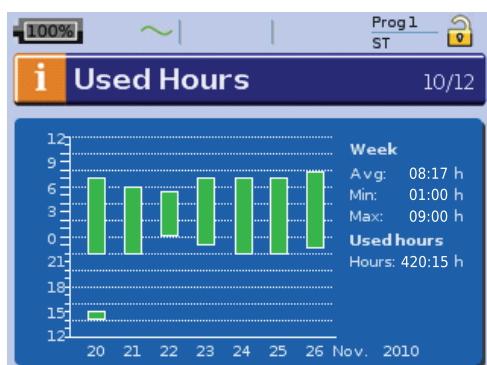 100%
Prog 1
ST
i Used Hours 10/12
12
9
6
3
0
21
18
15
12
20 21 22 23 24 25 26 Nov. 2010
Week
Avg: 08:17 h
Min: 01:00 h
Max: 09:00 h
Used hours
Hours: 420:15 h